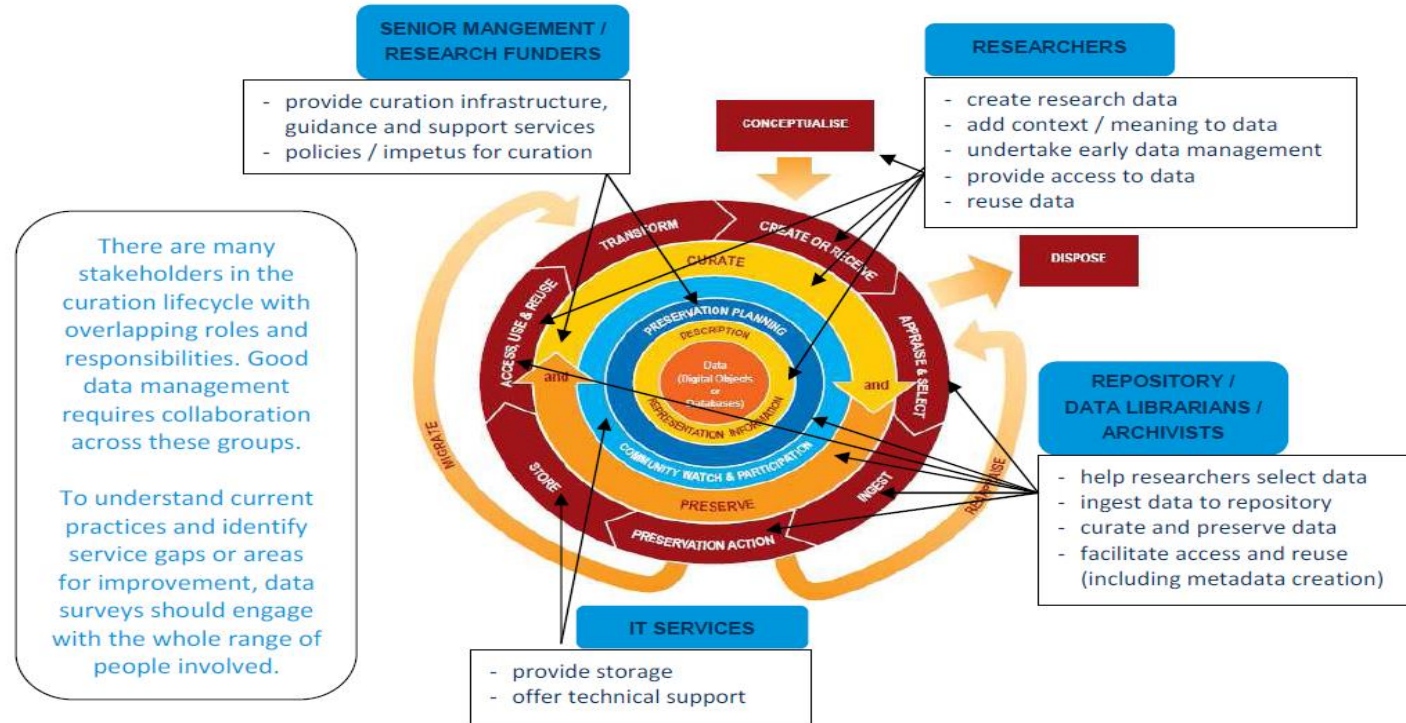 SENIOR MANGEMENT /
RESEARCH FUNDERS
- provide curation infrastructure,
guidance and support services
- policies / impetus for curation
RESEARCHERS
- create research data
- add context / meaning to data
- undertake early data management
- provide access to data
- reuse data
CONCEPTUALISE
DISPOSE
There are many
stakeholders in the
curation lifecycle with
overlapping roles and
responsibilities. Good
data management
requires collaboration
across these groups.
To understand current
practices and identify
service gaps or areas
for improvement, data
surveys should engage
with the whole range of
people involved.
TRANSFORM
CREATE OR RECEIVE
APPRAISE & SELECT
INGEST
PRESERVATION ACTION
STORE
ACCESS, USE & REUSE
CURATE
and
PRESERVE
and
PRESERVATION PLANNING
COMMUNITY WATCH & PARTICIPATION
DESCRIPTION
REPRESENTATION INFORMATION
Data
(Digital Objects
or
Databases)
MIGRATE
REAPPRAISE
REPOSITORY /
DATA LIBRARIANS /
ARCHIVISTS
- help researchers select data
- ingest data to repository
- curate and preserve data
- facilitate access and reuse
(including metadata creation)
IT SERVICES
- provide storage
- offer technical support